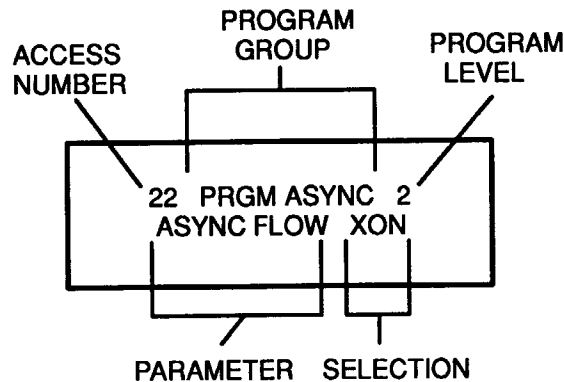 PROGRAM
GROUP
ACCESS
NUMBER
PROGRAM
LEVEL
22 PRGM ASYNC 2
ASYNC FLOW XON
PARAMETER SELECTION